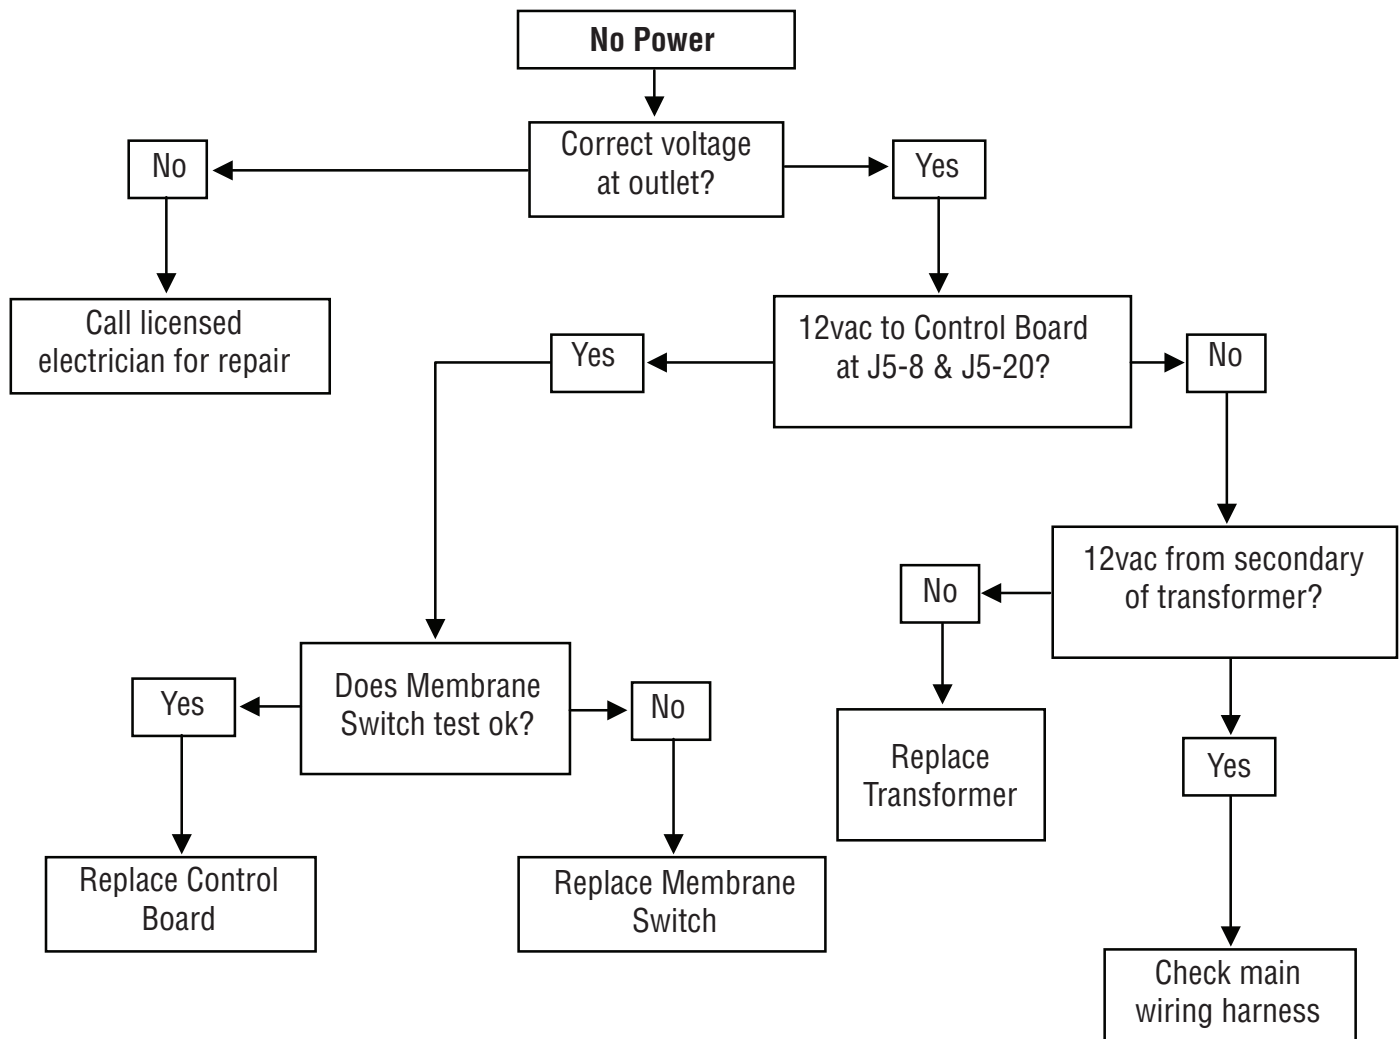 No Power
Correct voltage
at outlet?
No
Yes
Call licensed
electrician for repair
12vac to Control Board
at J5-8 & J5-20?
Yes
No
12vac from secondary
of transformer?
No
Does Membrane
Switch test ok?
Yes
No
Replace
Transformer
Yes
Replace Control
Board
Replace Membrane
Switch
Check main
wiring harness